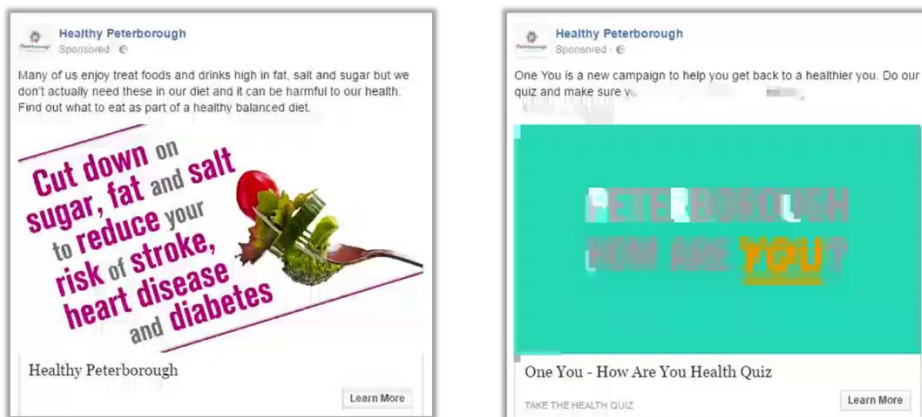 Healthy Peterborough
Sponsored
Many of us enjoy treat foods and drinks high in fat, salt and sugar but we
don't actually need these in our diet and it can be harmful to our health.
Find out what to eat as part of a healthy balanced diet.
Cut down on
sugar, fat and salt
to reduce your
risk of stroke,
heart disease
and diabetes
Healthy Peterborough
Learn More
Healthy Peterborough
Sponsored ·
One You is a new campaign to help you get back to a healthier you. Do our
quiz and make sure
PETERBOROUGH
HOW ARE YOU?
One You - How Are You Health Quiz
TAKE THE HEALTH QUIZ
Learn More